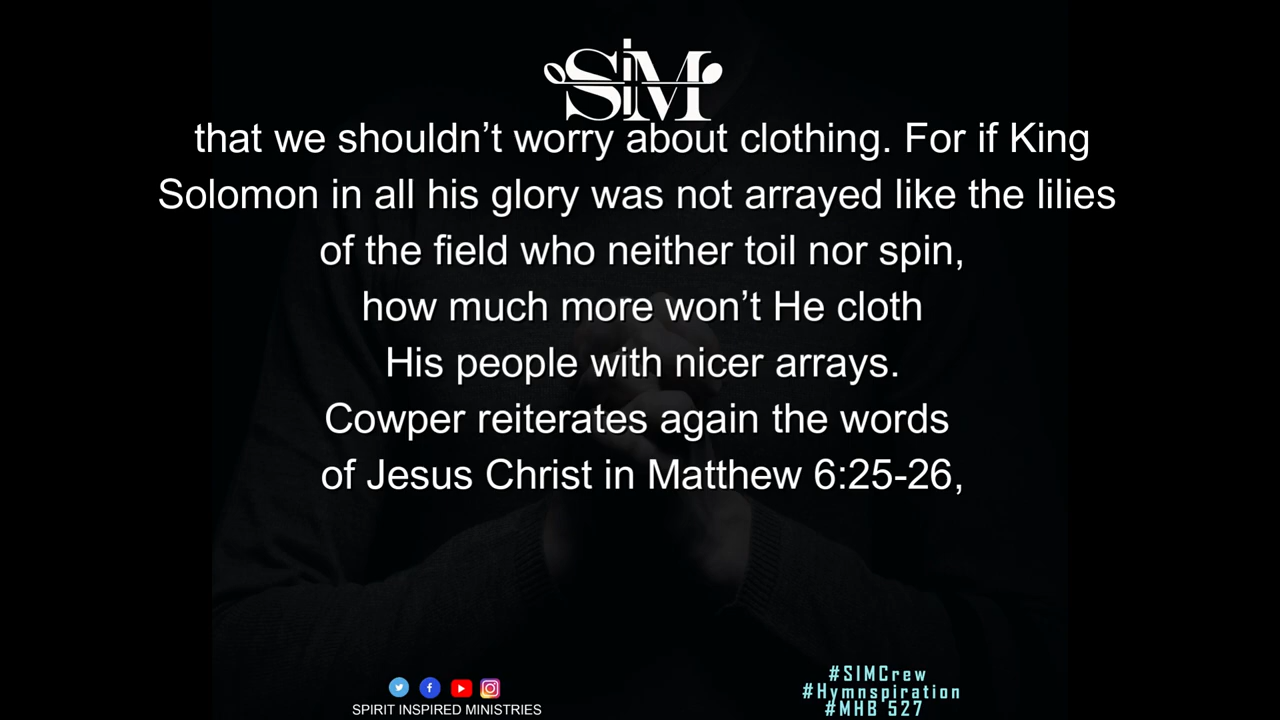 SiM
that we shouldn’t worry about clothing. For if King
Solomon in all his glory was not arrayed like the lilies
of the field who neither toil nor spin,
how much more won’t He cloth
His people with nicer arrays.
Cowper reiterates again the words
of Jesus Christ in Matthew 6:25-26,
SPIRIT INSPIRED MINISTRIES
#SIMCrew
#Hymnspiration
#MHB 527